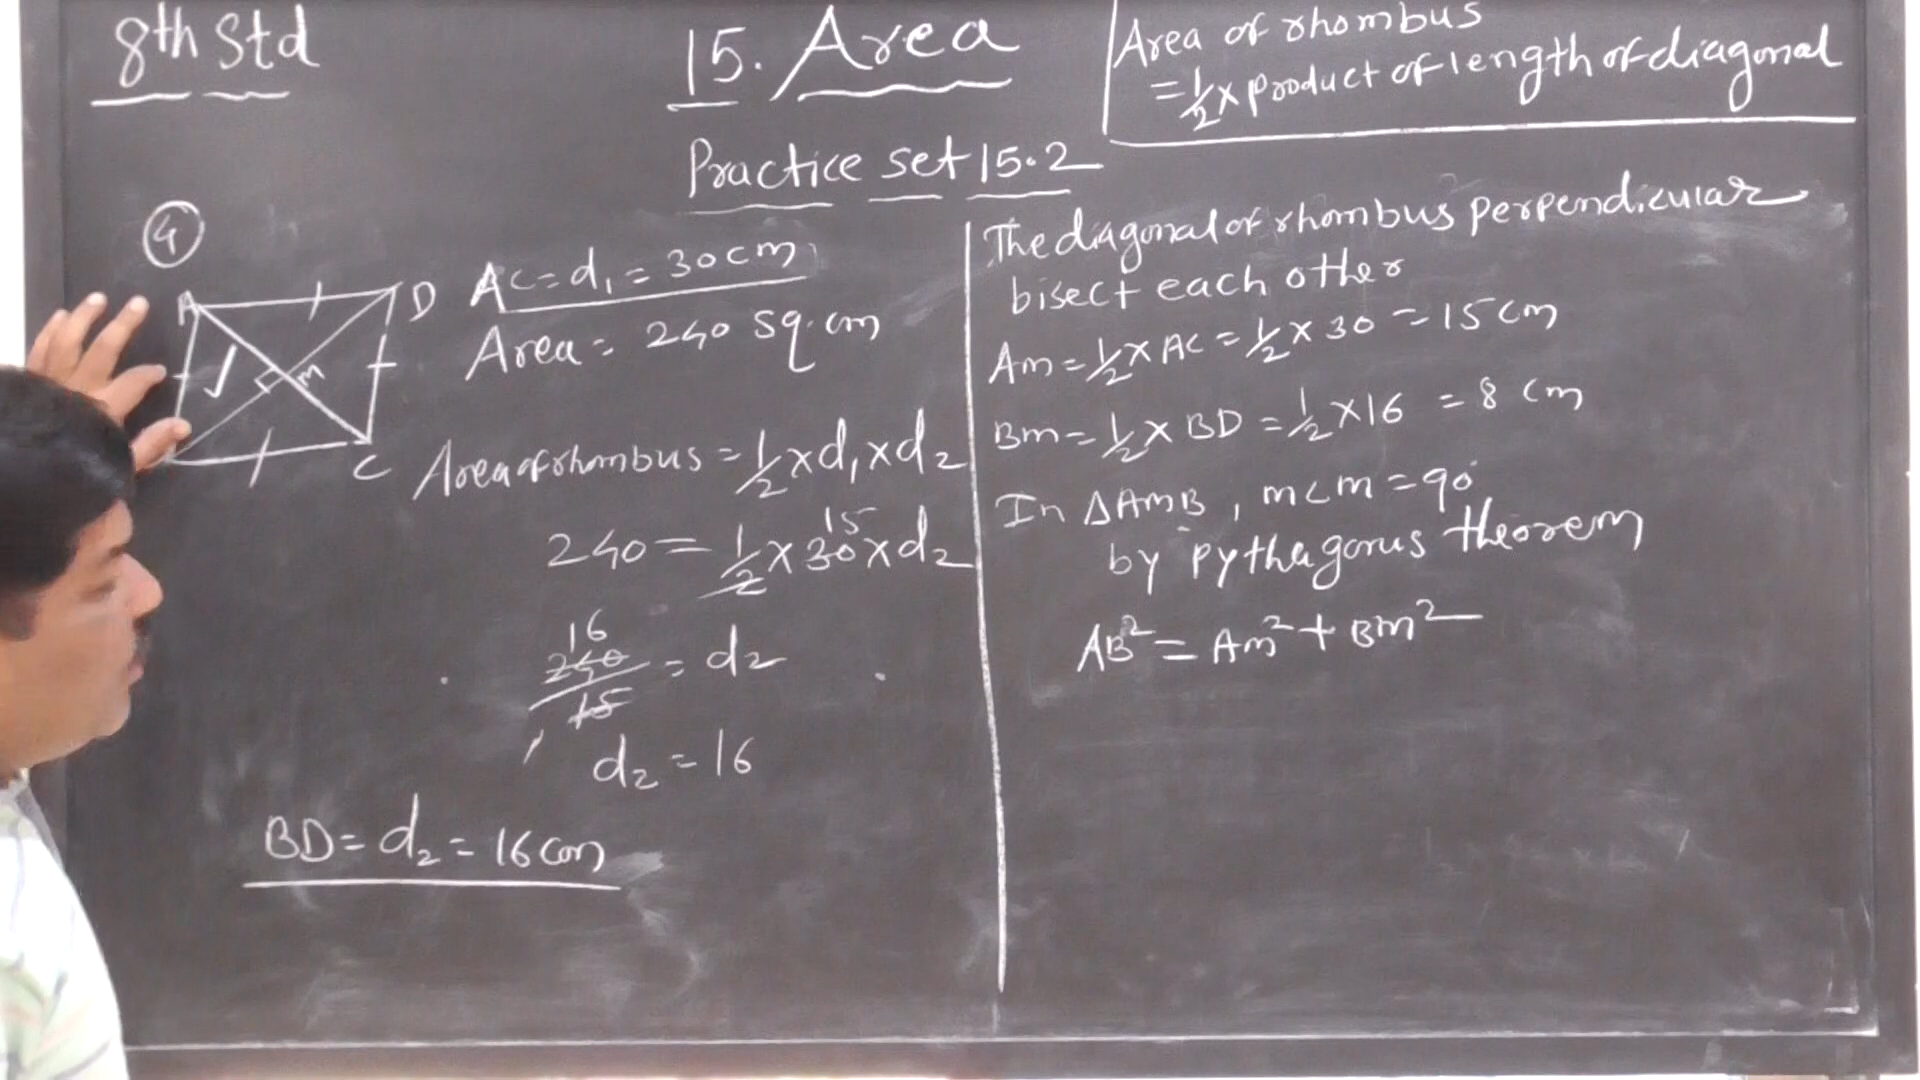 8th Std
15. Area
Area of rhombus
= 1/2 x product of length of diagonal
Practice set 15.2
4
A
D
M
C
AC = d1 = 30cm
Area = 240 sq.cm
Area of rhombus = 1/2 x d1 x d2
15
240 = 1/2 x 30 x d2
16
240/15 = d2
1
d2 = 16
BD = d2 = 16cm
The diagonal of rhombus perpendicular
bisect each other
Am = 1/2 x AC = 1/2 x 30 = 15 cm
Bm = 1/2 x BD = 1/2 x 16 = 8 cm
In ΔAMB, m<m = 90°
by pythagorus theorem
AB² = Am² + Bm²